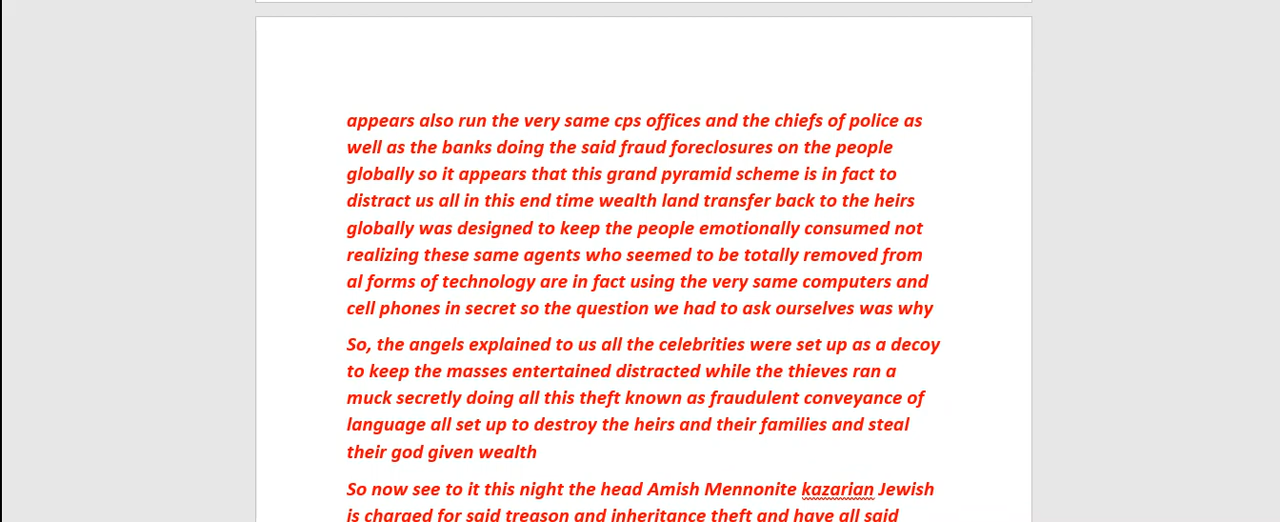 appears also run the very same cps offices and the chiefs of police as
well as the banks doing the said fraud foreclosures on the people
globally so it appears that this grand pyramid scheme is in fact to
distract us all in this end time wealth land transfer back to the heirs
globally was designed to keep the people emotionally consumed not
realizing these same agents who seemed to be totally removed from
al forms of technology are in fact using the very same computers and
cell phones in secret so the question we had to ask ourselves was why
So, the angels explained to us all the celebrities were set up as a decoy
to keep the masses entertained distracted while the thieves ran a
muck secretly doing all this theft known as fraudulent conveyance of
language all set up to destroy the heirs and their families and steal
their god given wealth
So now see to it this night the head Amish Mennonite kazarian Jewish
is charged for said treason and inheritance theft and have all said